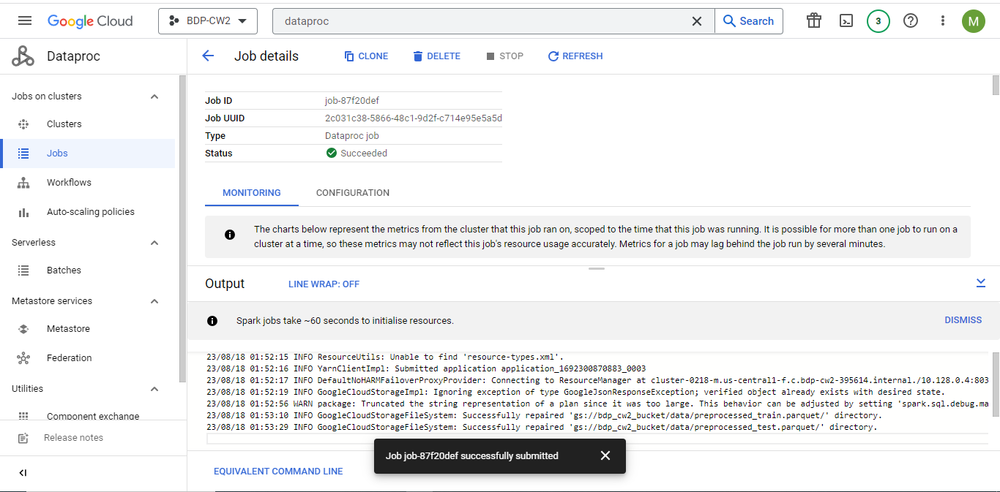 Google Cloud
BDP-CW2
dataproc
Search
3
M
Dataproc
Job details
CLONE
DELETE
STOP
REFRESH
Jobs on clusters
Clusters
Jobs
Workflows
Auto-scaling policies
Serverless
Batches
Metastore services
Metastore
Federation
Utilities
Component exchange
Release notes
Job ID job-87f20def
Job UUID 2c031c38-5866-48c1-9d2f-c714e95e5a5d
Type Dataproc job
Status Succeeded
MONITORING CONFIGURATION
The charts below represent the metrics from the cluster that this job ran on, scoped to the time that this job was running. It is possible for more than one job to run on a
cluster at a time, so these metrics may not reflect this job's resource usage accurately. Metrics for a job may lag behind the job run by several minutes.
Output
LINE WRAP: OFF
Spark jobs take ~60 seconds to initialise resources.
DISMISS
23/08/18 01:52:15 INFO ResourceUtils: Unable to find 'resource-types.xml'.
23/08/18 01:52:16 INFO YarnClientImpl: Submitted application application_1692300870883_0003
23/08/18 01:52:17 INFO DefaultNoHARMFailoverProxyProvider: Connecting to ResourceManager at cluster-0218-m.us-central1-f.c.bdp-cw2-395614.internal./10.128.0.4:803
23/08/18 01:52:19 INFO GoogleCloudStorageImpl: Ignoring exception of type GoogleJsonResponseException; verified object already exists with desired state.
23/08/18 01:52:56 WARN package: Truncated the string representation of a plan since it was too large. This behavior can be adjusted by setting 'spark.sql.debug.ma
23/08/18 01:53:10 INFO GoogleCloudStorageFileSystem: Successfully repaired 'gs://bdp_cw2_bucket/data/preprocessed_train.parquet/' directory.
23/08/18 01:53:29 INFO GoogleCloudStorageFileSystem: Successfully repaired 'gs://bdp_cw2_bucket/data/preprocessed_test.parquet/' directory.
Job job-87f20def successfully submitted
EQUIVALENT COMMAND LINE